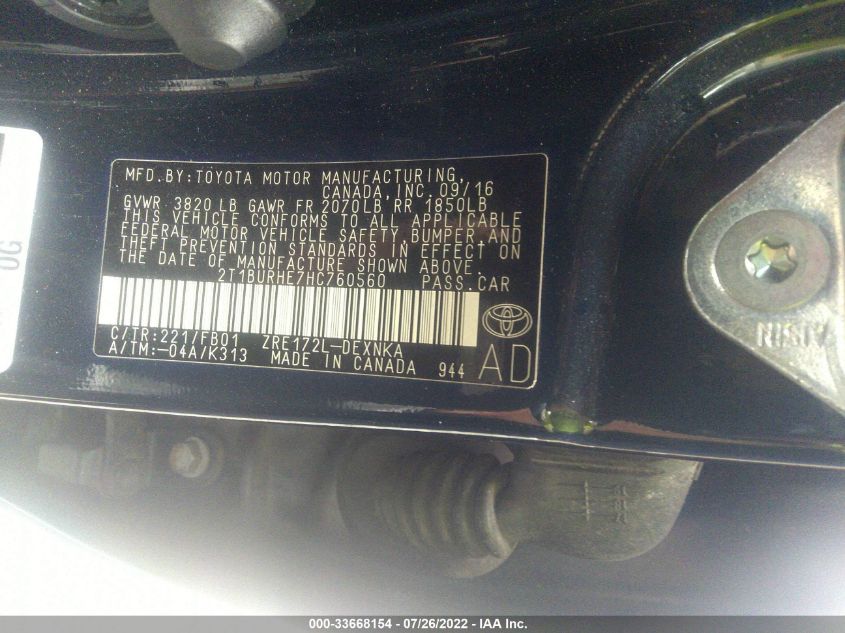 MFD.BY:TOYOTA MOTOR MANUFACTURING,
CANADA,INC.09/16
GVWR 3820LB GAWR FR 2070LB RR 1850LB
THIS VEHICLE CONFORMS TO ALL APPLICABLE
FEDERAL MOTOR VEHICLE SAFETY,BUMPER,AND
THEFT PREVENTION STANDARDS IN EFFECT ON
THE DATE OF MANUFACTURE SHOWN ABOVE.
2T1BURHE7HC760560 PASS.CAR
C/TR:221/FB01 ZRE172L-DEXNKA
A/TM:-04A/K313 MADE IN CANADA 944 AD
AISIN
000-33668154 - 07/26/2022 - IAA Inc.